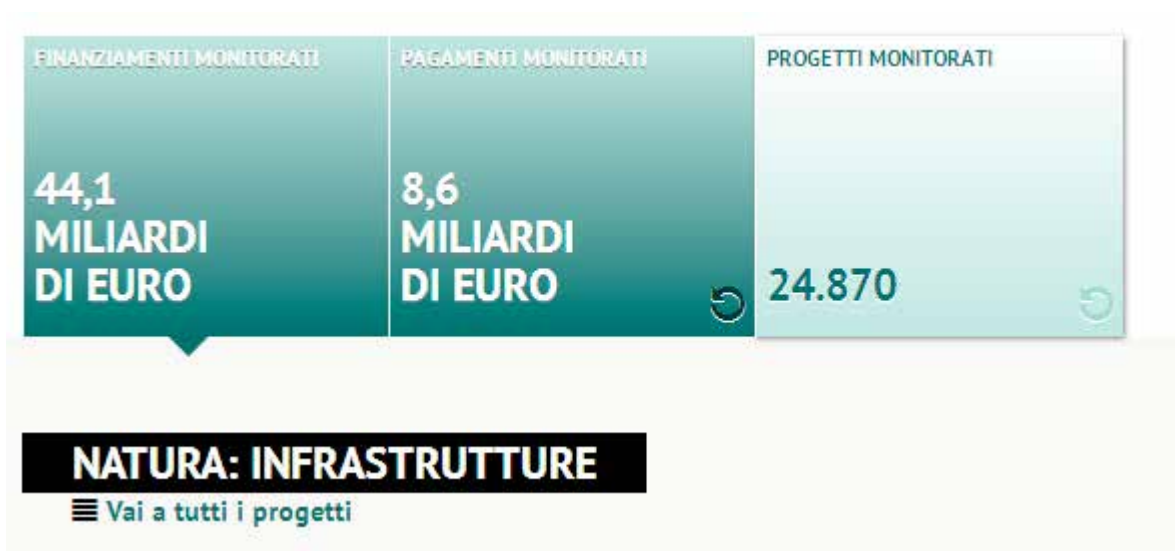 FINANZIAMENTI MONITORATI
44,1
MILIARDI
DI EURO
PAGAMENTI MONITORATI
8,6
MILIARDI
DI EURO
PROGETTI MONITORATI
24.870
NATURA: INFRASTRUTTURE
Vai a tutti i progetti